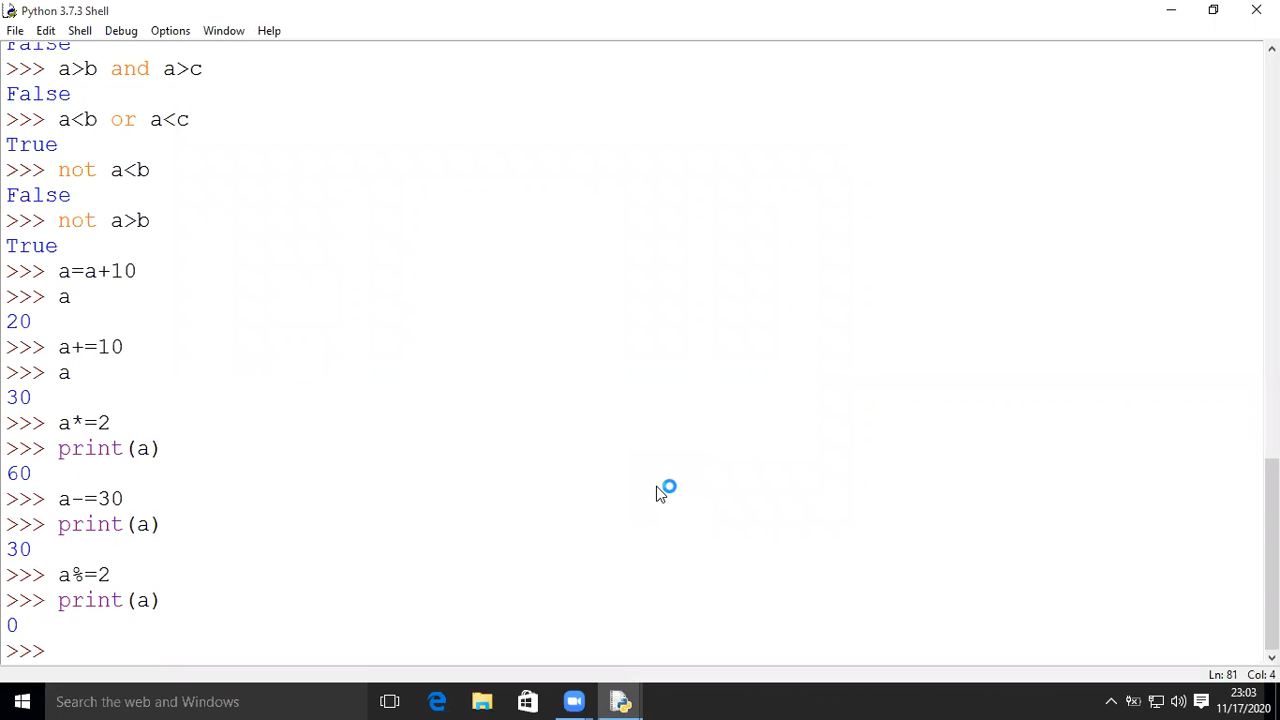 Python 3.7.3 Shell
File Edit Shell Debug Options Window Help
False
>>> a>b and a>c
False
>>> a<b or a<c
True
>>> not a<b
False
>>> not a>b
True
>>> a=a+10
>>> a
20
>>> a+=10
>>> a
30
>>> a*=2
>>> print(a)
60
>>> a-=30
>>> print(a)
30
>>> a%=2
>>> print(a)
0
>>>
Ln: 81 Col: 4
Search the web and Windows
23:03
11/17/2020